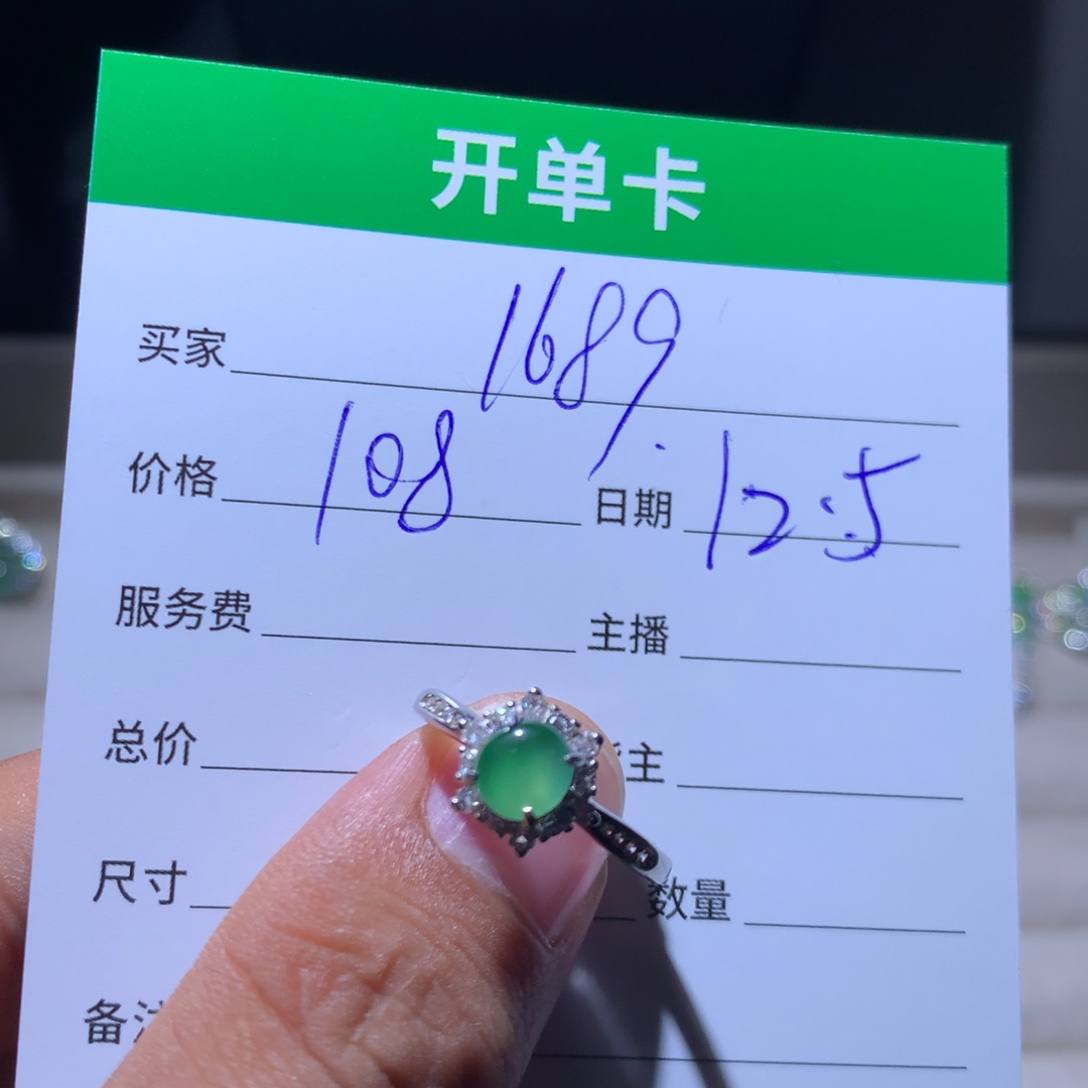 开单卡
买家 1689.
价格 108 日期 12:5
服务费 主播
总价 主
尺寸 数量
备